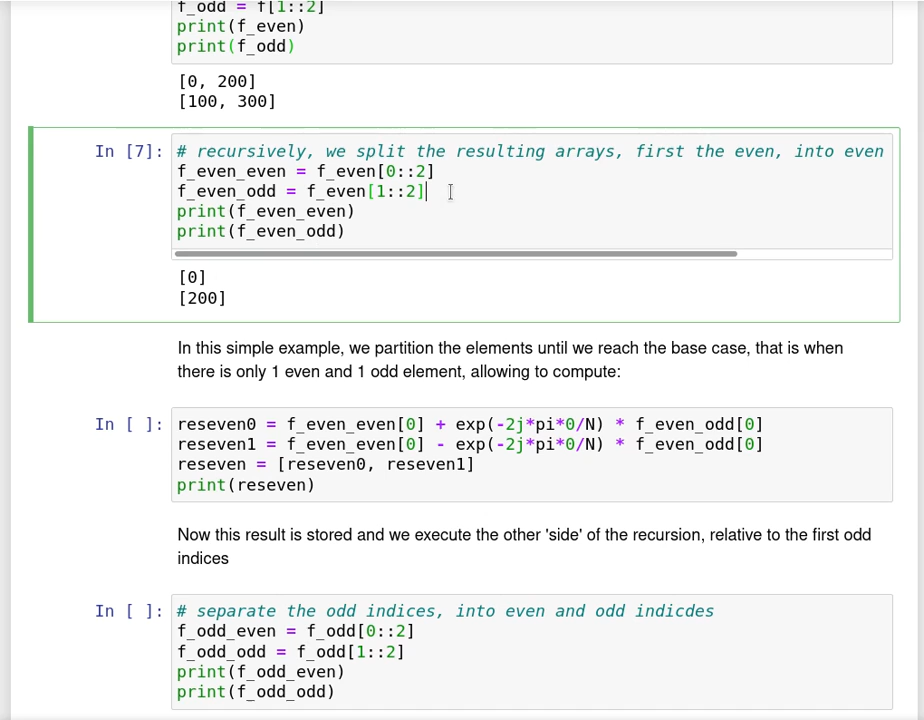 f_odd = f[1::2]
print(f_even)
print(f_odd)
[0, 200]
[100, 300]
In [7]:
# recursively, we split the resulting arrays, first the even, into even
f_even_even = f_even[0::2]
f_even_odd = f_even[1::2]
print(f_even_even)
print(f_even_odd)
[0]
[200]
In this simple example, we partition the elements until we reach the base case, that is when
there is only 1 even and 1 odd element, allowing to compute:
In [ ]:
reseven0 = f_even_even[0] + exp(-2j*pi*0/N) * f_even_odd[0]
reseven1 = f_even_even[0] - exp(-2j*pi*0/N) * f_even_odd[0]
reseven = [reseven0, reseven1]
print(reseven)
Now this result is stored and we execute the other 'side' of the recursion, relative to the first odd
indices
In [ ]:
# separate the odd indices, into even and odd indicdes
f_odd_even = f_odd[0::2]
f_odd_odd = f_odd[1::2]
print(f_odd_even)
print(f_odd_odd)